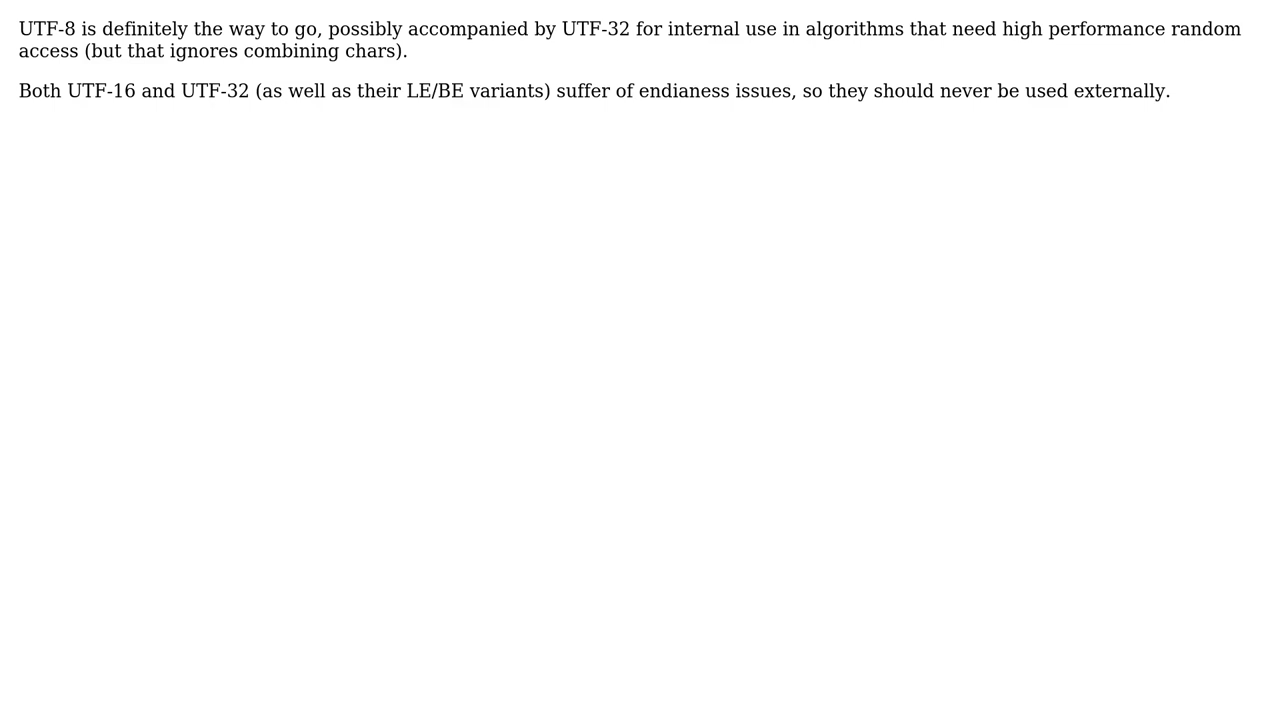 UTF-8 is definitely the way to go, possibly accompanied by UTF-32 for internal use in algorithms that need high performance random
access (but that ignores combining chars).
Both UTF-16 and UTF-32 (as well as their LE/BE variants) suffer of endianess issues, so they should never be used externally.